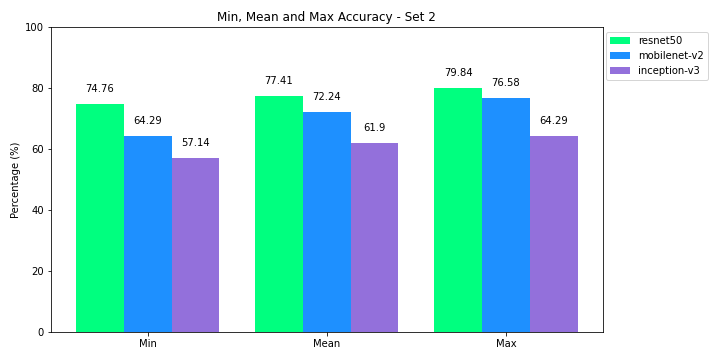 Min, Mean and Max Accuracy - Set 2
Percentage (%)
100
80
60
40
20
0
74.76
64.29
57.14
77.41
72.24
61.9
79.84
76.58
64.29
Min
Mean
Max
resnet50
mobilenet-v2
inception-v3